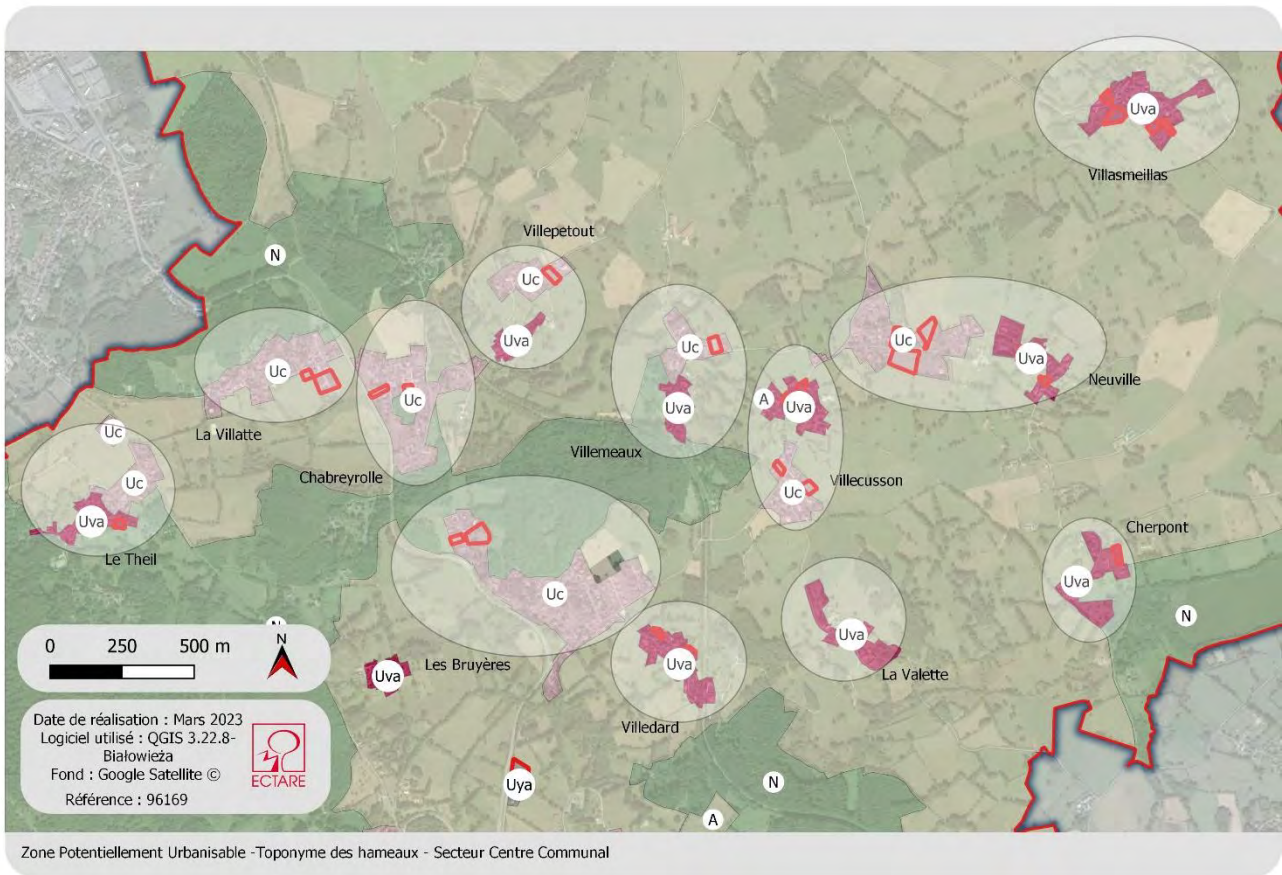 Uva
Villasmeillas
Villepetout
N
Uc
Uva
Uc
La Villatte
Uc
Chabreyrolle
Uc
Uva
Villemeaux
A
Uva
Uc
Villecusson
Uc
Uva
Neuville
Uc
Uc
Uva
Le Theil
Uc
Les Bruyères
Cherpont
Uva
N
Uva
La Valette
Uva
Villedard
Uva
Uya
N
A
N
0 250 500 m
N
Date de réalisation : Mars 2023
Logiciel utilisé : QGIS 3.22.8-
Białowieża
Fond : Google Satellite ©
Référence : 96169
ECTARE
Zone Potentiellement Urbanisable -Toponyme des hameaux - Secteur Centre Communal